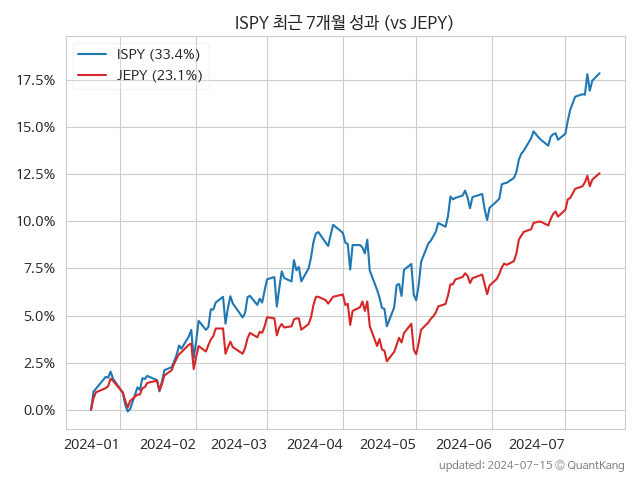 ISPY 최근 7개월 성과 (vs JEPY)
ISPY (33.4%)
JEPY (23.1%)
17.5%
15.0%
12.5%
10.0%
7.5%
5.0%
2.5%
0.0%
2024-01 2024-02 2024-03 2024-04 2024-05 2024-06 2024-07
updated: 2024-07-15 © QuantKang